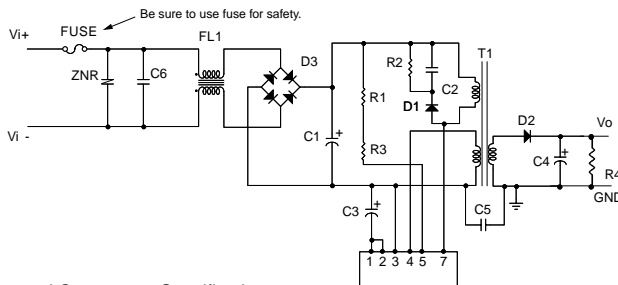 Be sure to use fuse for safety.
Vi+
FUSE
FL1
T1
ZNR
C6
D3
R2
C2
R1
D1
D2
Vo
C1
R3
C4
R4
Vi -
GND
C3
C5
1 2 3 4 5 7